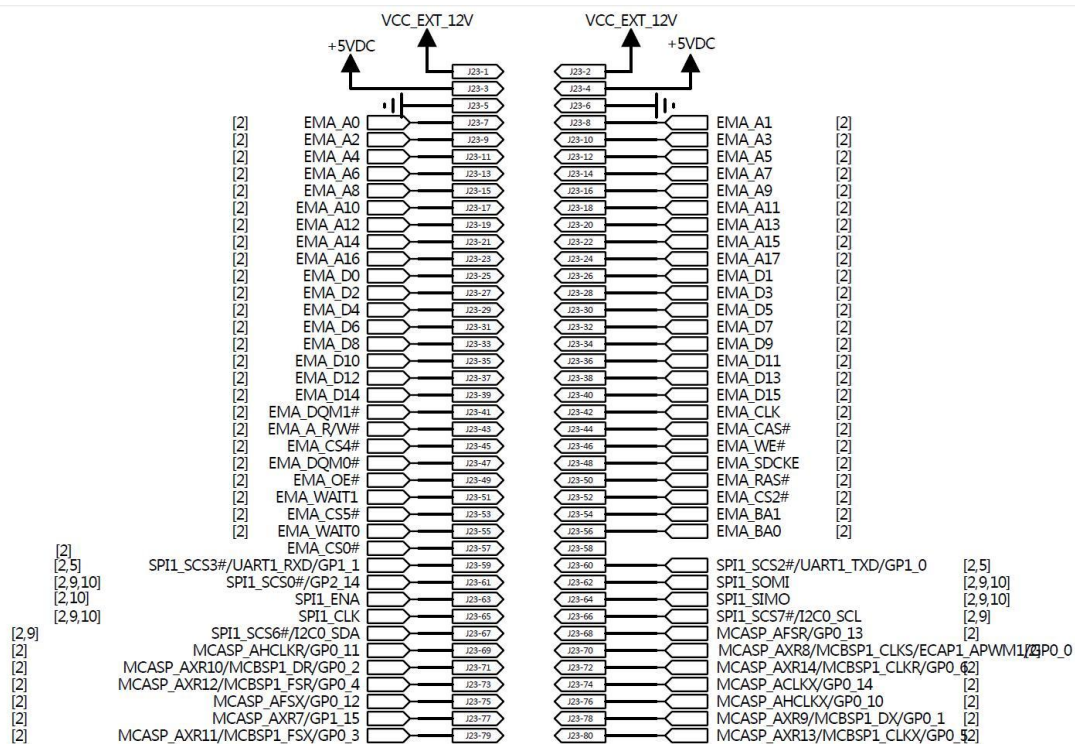 VCC_EXT_12V VCC_EXT_12V
+5VDC +5VDC
J23-1 J23-2
J23-3 J23-4
J23-5 J23-6
[2] EMA_A0 J23-7 J23-8 EMA_A1 [2]
[2] EMA_A2 J23-9 J23-10 EMA_A3 [2]
[2] EMA_A4 J23-11 J23-12 EMA_A5 [2]
[2] EMA_A6 J23-13 J23-14 EMA_A7 [2]
[2] EMA_A8 J23-15 J23-16 EMA_A9 [2]
[2] EMA_A10 J23-17 J23-18 EMA_A11 [2]
[2] EMA_A12 J23-19 J23-20 EMA_A13 [2]
[2] EMA_A14 J23-21 J23-22 EMA_A15 [2]
[2] EMA_A16 J23-23 J23-24 EMA_A17 [2]
[2] EMA_D0 J23-25 J23-26 EMA_D1 [2]
[2] EMA_D2 J23-27 J23-28 EMA_D3 [2]
[2] EMA_D4 J23-29 J23-30 EMA_D5 [2]
[2] EMA_D6 J23-31 J23-32 EMA_D7 [2]
[2] EMA_D8 J23-33 J23-34 EMA_D9 [2]
[2] EMA_D10 J23-35 J23-36 EMA_D11 [2]
[2] EMA_D12 J23-37 J23-38 EMA_D13 [2]
[2] EMA_D14 J23-39 J23-40 EMA_D15 [2]
[2] EMA_DQM1# J23-41 J23-42 EMA_CLK [2]
[2] EMA_A_R/W# J23-43 J23-44 EMA_CAS# [2]
[2] EMA_CS4# J23-45 J23-46 EMA_WE# [2]
[2] EMA_DQM0# J23-47 J23-48 EMA_SDCKE [2]
[2] EMA_OE# J23-49 J23-50 EMA_RAS# [2]
[2] EMA_WAIT1 J23-51 J23-52 EMA_CS2# [2]
[2] EMA_CS5# J23-53 J23-54 EMA_BA1 [2]
[2] EMA_WAIT0 J23-55 J23-56 EMA_BA0 [2]
[2] EMA_CS0# J23-57 J23-58
[2,5] SPI1_SCS3#/UART1_RXD/GP1_1 J23-59 J23-60 SPI1_SCS2#/UART1_TXD/GP1_0 [2,5]
[2,9,10] SPI1_SCS0#/GP2_14 J23-61 J23-62 SPI1_SOMI [2,9,10]
[2,10] SPI1_ENA J23-63 J23-64 SPI1_SIMO [2,9,10]
[2,9,10] SPI1_CLK J23-65 J23-66 SPI1_SCS7#/I2C0_SCL [2,9]
[2,9] SPI1_SCS6#/I2C0_SDA J23-67 J23-68 MCASP_AFSR/GP0_13 [2]
[2] MCASP_AHCLKR/GP0_11 J23-69 J23-70 MCASP_AXR8/MCBSP1_CLKS/ECAP1_APWM1/GP0_0 [2]
[2] MCASP_AXR10/MCBSP1_DR/GP0_2 J23-71 J23-72 MCASP_AXR14/MCBSP1_CLKR/GP0_6 [2]
[2] MCASP_AXR12/MCBSP1_FSR/GP0_4 J23-73 J23-74 MCASP_ACLKX/GP0_14 [2]
[2] MCASP_AFSX/GP0_12 J23-75 J23-76 MCASP_AHCLKX/GP0_10 [2]
[2] MCASP_AXR7/GP1_15 J23-77 J23-78 MCASP_AXR9/MCBSP1_DX/GP0_1 [2]
[2] MCASP_AXR11/MCBSP1_FSX/GP0_3 J23-79 J23-80 MCASP_AXR13/MCBSP1_CLKX/GP0_5 [2]